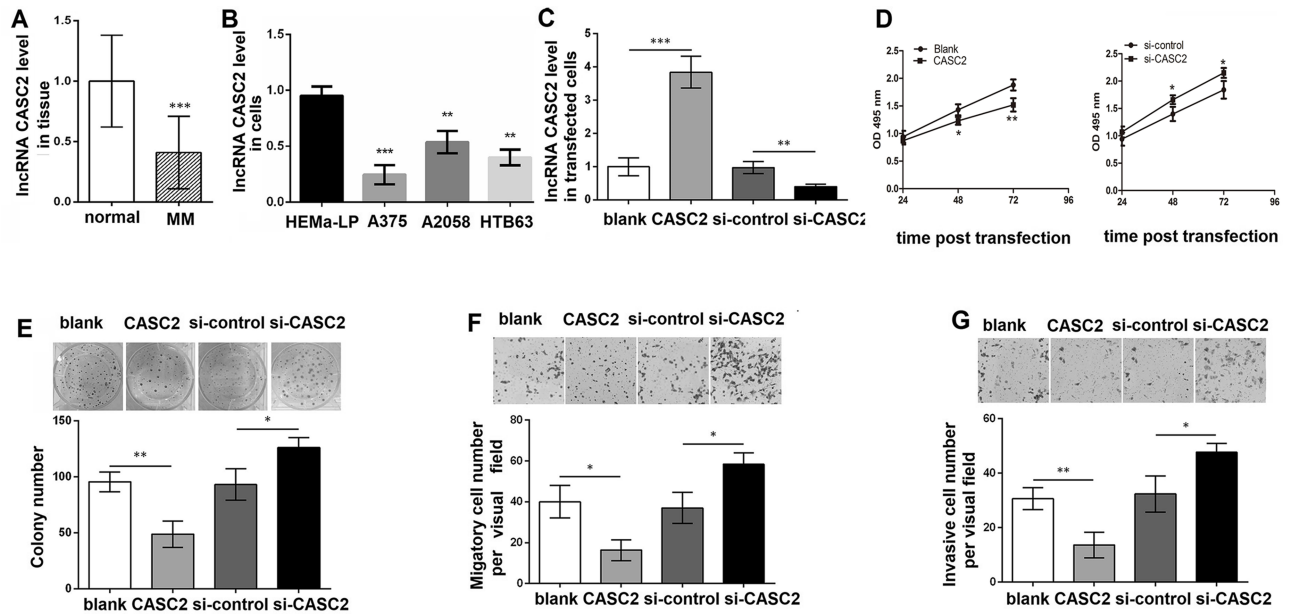 A
lncRNA CASC2 level
in tissue
1.5
1.0
0.5
0.0
***
normal
MM
B
lncRNA CASC2 level
in cells
1.5
1.0
0.5
0.0
***
**
**
HEMa-LP
A375
A2058
HTB63
C
lncRNA CASC2 level
in transfected cells
5
4
3
2
1
0
***
**
blank
CASC2
si-control
si-CASC2
D
OD 495 nm
2.5
2.0
1.5
1.0
0.5
0.0
Blank
CASC2
*
**
24
48
72
96
time post transfection
OD 495 nm
2.5
2.0
1.5
1.0
0.5
0.0
si-control
si-CASC2
*
*
24
48
72
96
time post transfection
E
blank
CASC2
si-control
si-CASC2
Colony number
150
100
50
0
**
*
blank
CASC2
si-control
si-CASC2
F
blank
CASC2
si-control
si-CASC2
Migatory cell number
per visual field
80
60
40
20
0
*
*
blank
CASC2
si-control
si-CASC2
G
blank
CASC2
si-control
si-CASC2
Invasive cell number
per visual field
60
40
20
0
**
*
blank
CASC2
si-control
si-CASC2